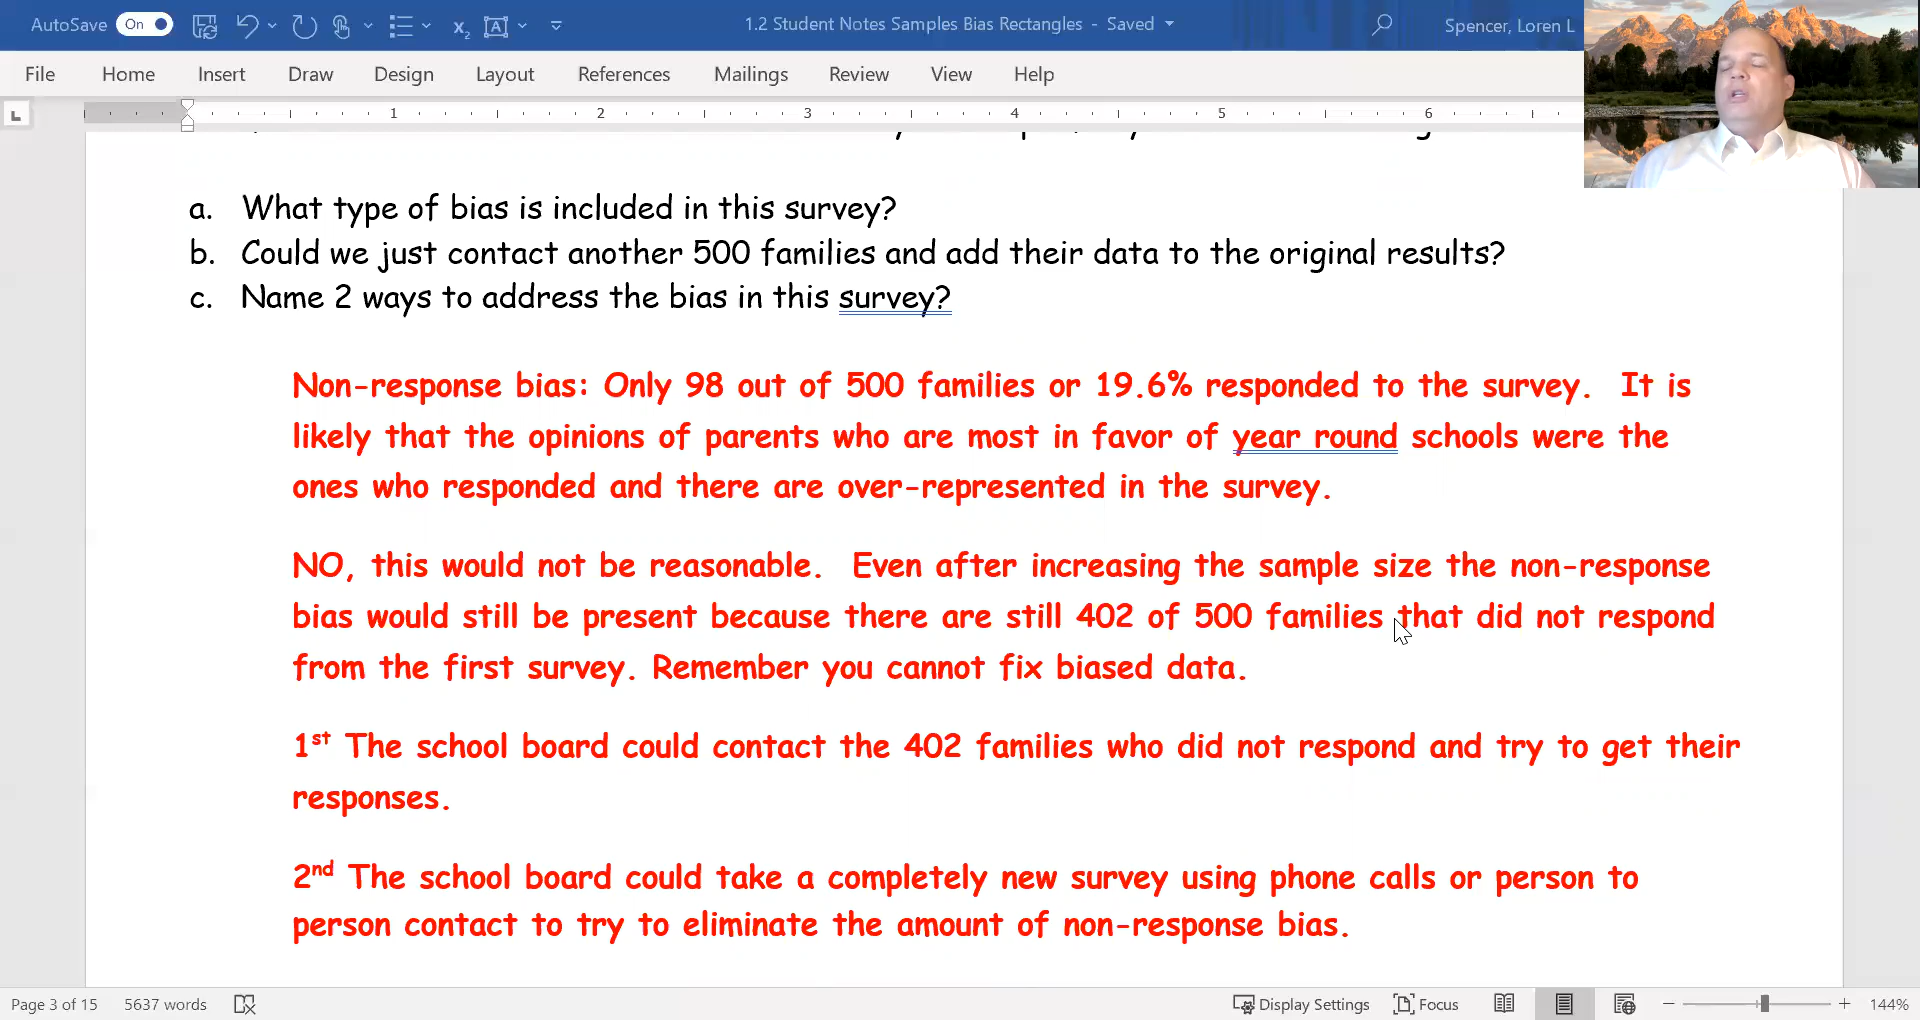 AutoSave On 1.2 Student Notes Samples Bias Rectangles - Saved Spencer, Loren L
File Home Insert Draw Design Layout References Mailings Review View Help
1 2 3 4 5 6
a. What type of bias is included in this survey?
b. Could we just contact another 500 families and add their data to the original results?
c. Name 2 ways to address the bias in this survey?
Non-response bias: Only 98 out of 500 families or 19.6% responded to the survey. It is
likely that the opinions of parents who are most in favor of year round schools were the
ones who responded and there are over-represented in the survey.
NO, this would not be reasonable. Even after increasing the sample size the non-response
bias would still be present because there are still 402 of 500 families that did not respond
from the first survey. Remember you cannot fix biased data.
1st The school board could contact the 402 families who did not respond and try to get their
responses.
2nd The school board could take a completely new survey using phone calls or person to
person contact to try to eliminate the amount of non-response bias.
Page 3 of 15 5637 words Display Settings Focus 144%